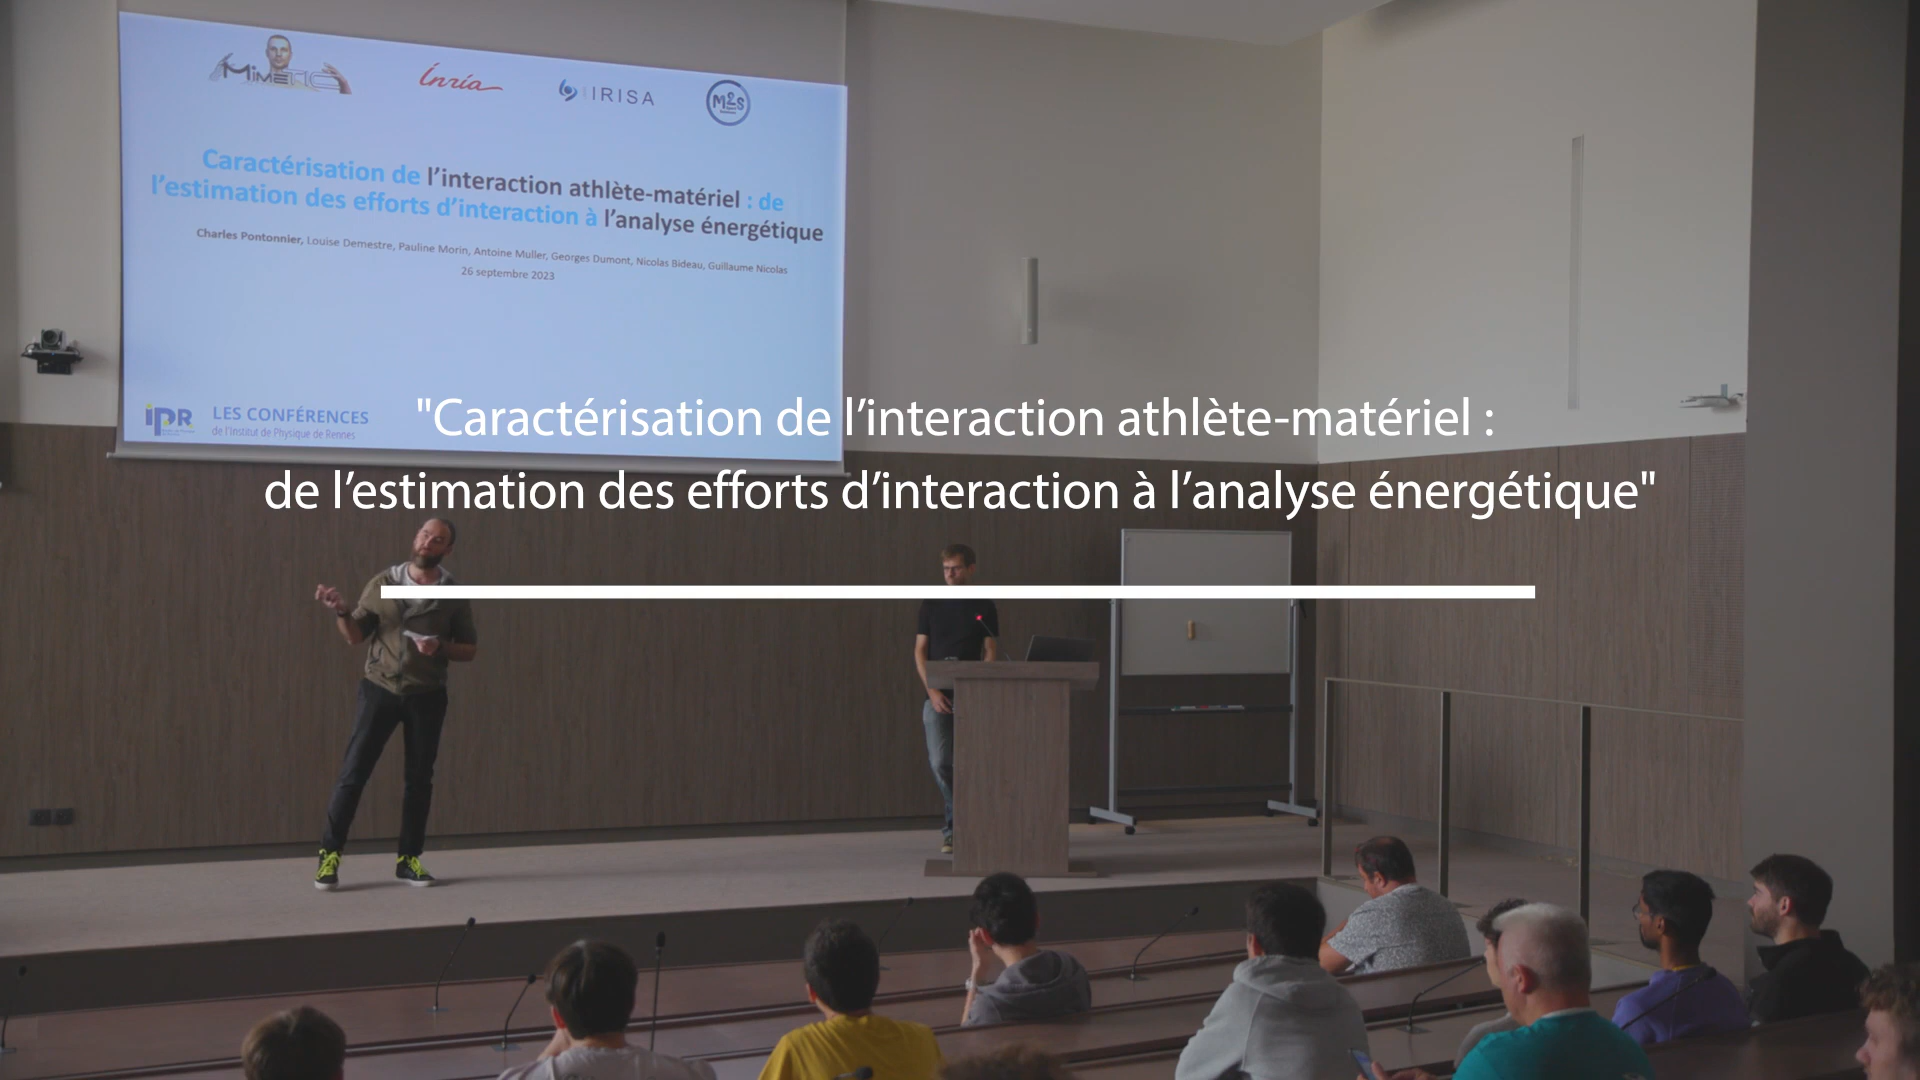 MimeTIC
Inria
IRISA
M2S
Caractérisation de l’interaction athlète-matériel : de
l’estimation des efforts d’interaction à l’analyse énergétique
Charles Pontonnier, Louise Demestre, Pauline Morin, Antoine Muller, Georges Dumont, Nicolas Bideau, Guillaume Nicolas
26 septembre 2023
IPR
LES CONFÉRENCES
de l'Institut de Physique de Rennes
"Caractérisation de l’interaction athlète-matériel :
de l’estimation des efforts d’interaction à l’analyse énergétique"